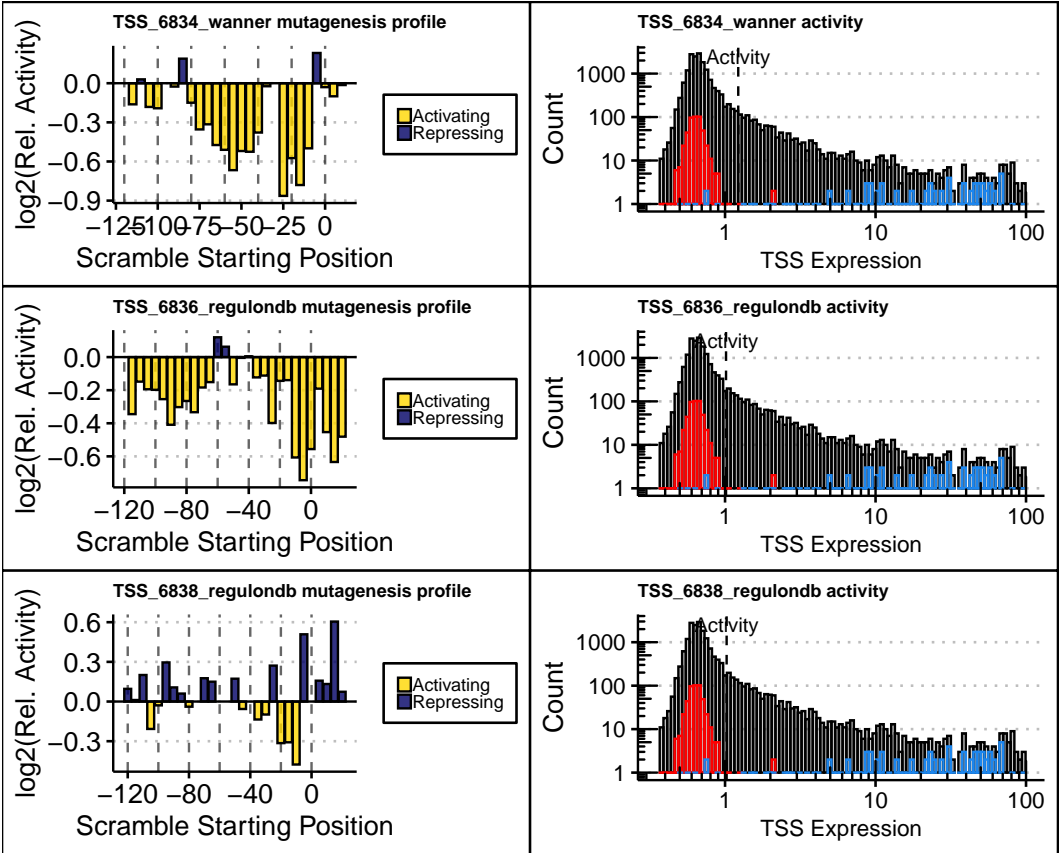 TSS_6834_wanner mutagenesis profile
log2(Rel. Activity)
0.0
−0.3
−0.6
−0.9
−125
−100
−75
−50
−25
0
Scramble Starting Position
Activating
Repressing
TSS_6834_wanner activity
Activity
Count
1000
100
10
1
1
10
100
TSS Expression
TSS_6836_regulondb mutagenesis profile
log2(Rel. Activity)
0.0
−0.2
−0.4
−0.6
−120
−80
−40
0
Scramble Starting Position
Activating
Repressing
TSS_6836_regulondb activity
Activity
Count
1000
100
10
1
1
10
100
TSS Expression
TSS_6838_regulondb mutagenesis profile
log2(Rel. Activity)
0.6
0.3
0.0
−0.3
−120
−80
−40
0
Scramble Starting Position
Activating
Repressing
TSS_6838_regulondb activity
Activity
Count
1000
100
10
1
1
10
100
TSS Expression